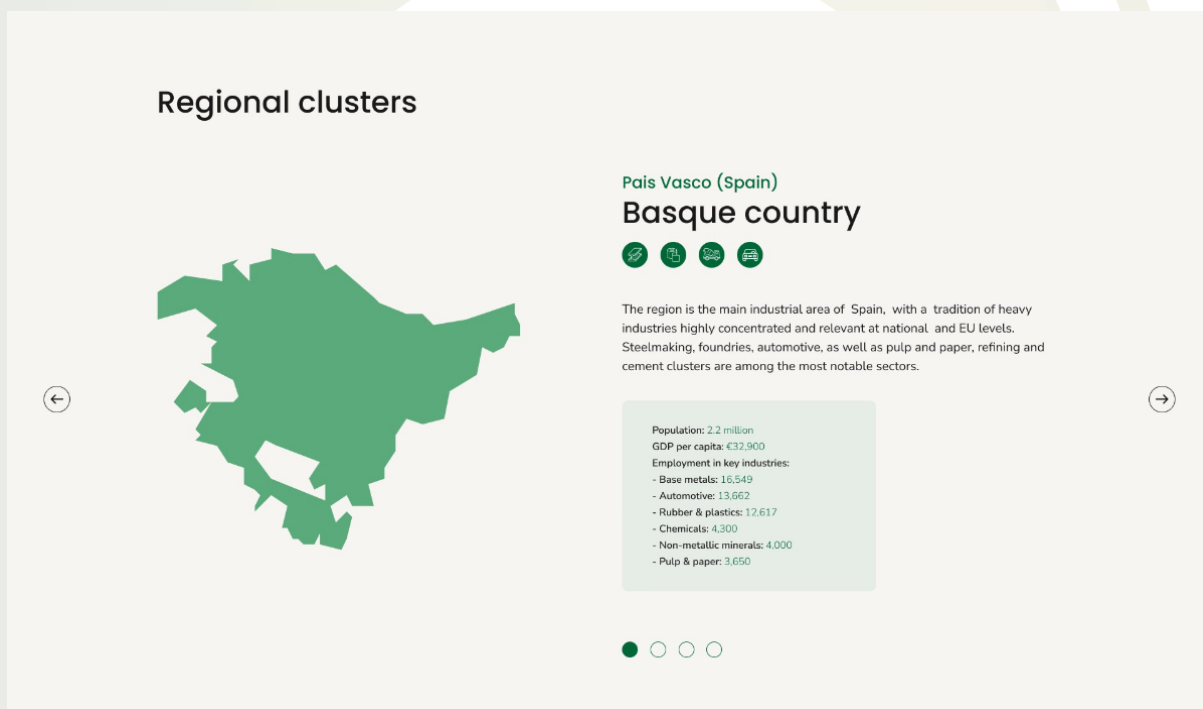 Regional clusters
Pais Vasco (Spain)
Basque country
The region is the main industrial area of Spain, with a tradition of heavy
industries highly concentrated and relevant at national and EU levels.
Steelmaking, foundries, automotive, as well as pulp and paper, refining and
cement clusters are among the most notable sectors.
Population: 2.2 million
GDP per capita: €32,900
Employment in key industries:
- Base metals: 16,549
- Automotive: 13,662
- Rubber & plastics: 12,617
- Chemicals: 4,300
- Non-metallic minerals: 4,000
- Pulp & paper: 3,650